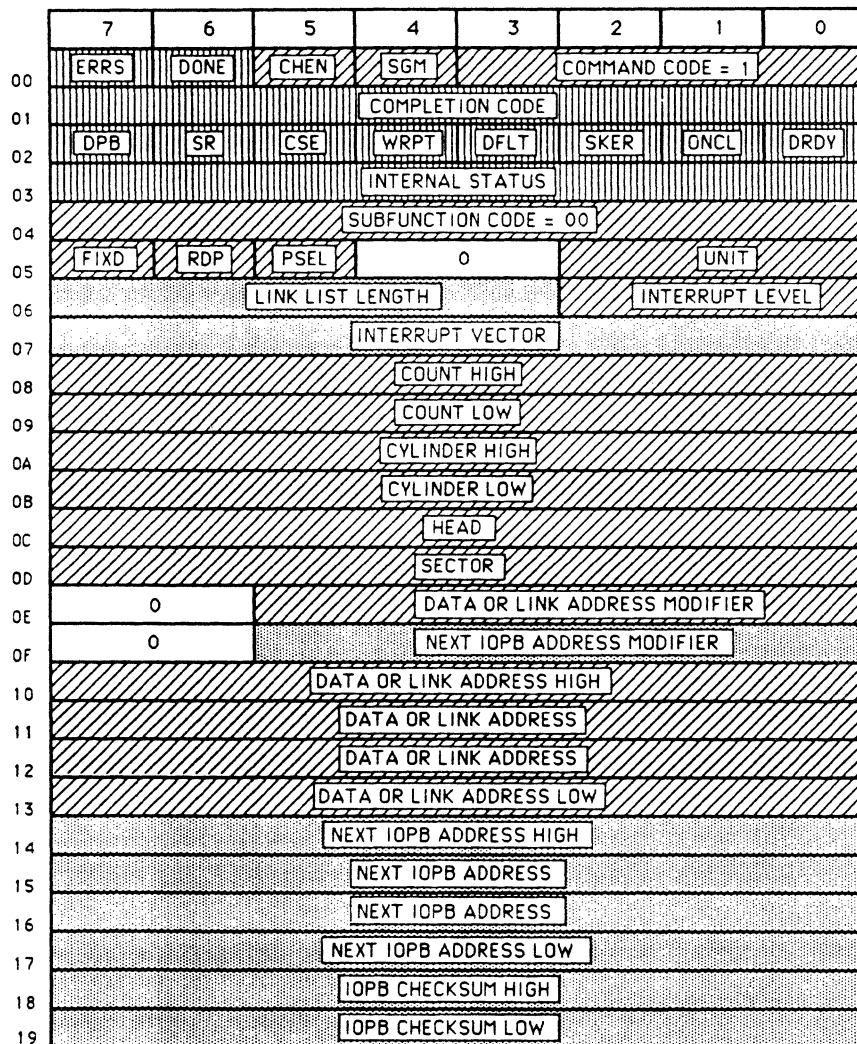 7 6 5 4 3 2 1 0
ERRS DONE CHEN SGM COMMAND CODE = 1
00
COMPLETION CODE
01
DPB SR CSE WRPT DFLT SKER ONCL DRDY
02
INTERNAL STATUS
03
SUBFUNCTION CODE = 00
04
FIXD RDP PSEL 0 UNIT
05
LINK LIST LENGTH INTERRUPT LEVEL
06
INTERRUPT VECTOR
07
COUNT HIGH
08
COUNT LOW
09
CYLINDER HIGH
0A
CYLINDER LOW
0B
HEAD
0C
SECTOR
0D
0 DATA OR LINK ADDRESS MODIFIER
0E
0 NEXT IOPB ADDRESS MODIFIER
0F
DATA OR LINK ADDRESS HIGH
10
DATA OR LINK ADDRESS
11
DATA OR LINK ADDRESS
12
DATA OR LINK ADDRESS LOW
13
NEXT IOPB ADDRESS HIGH
14
NEXT IOPB ADDRESS
15
NEXT IOPB ADDRESS
16
NEXT IOPB ADDRESS LOW
17
IOPB CHECKSUM HIGH
18
IOPB CHECKSUM LOW
19